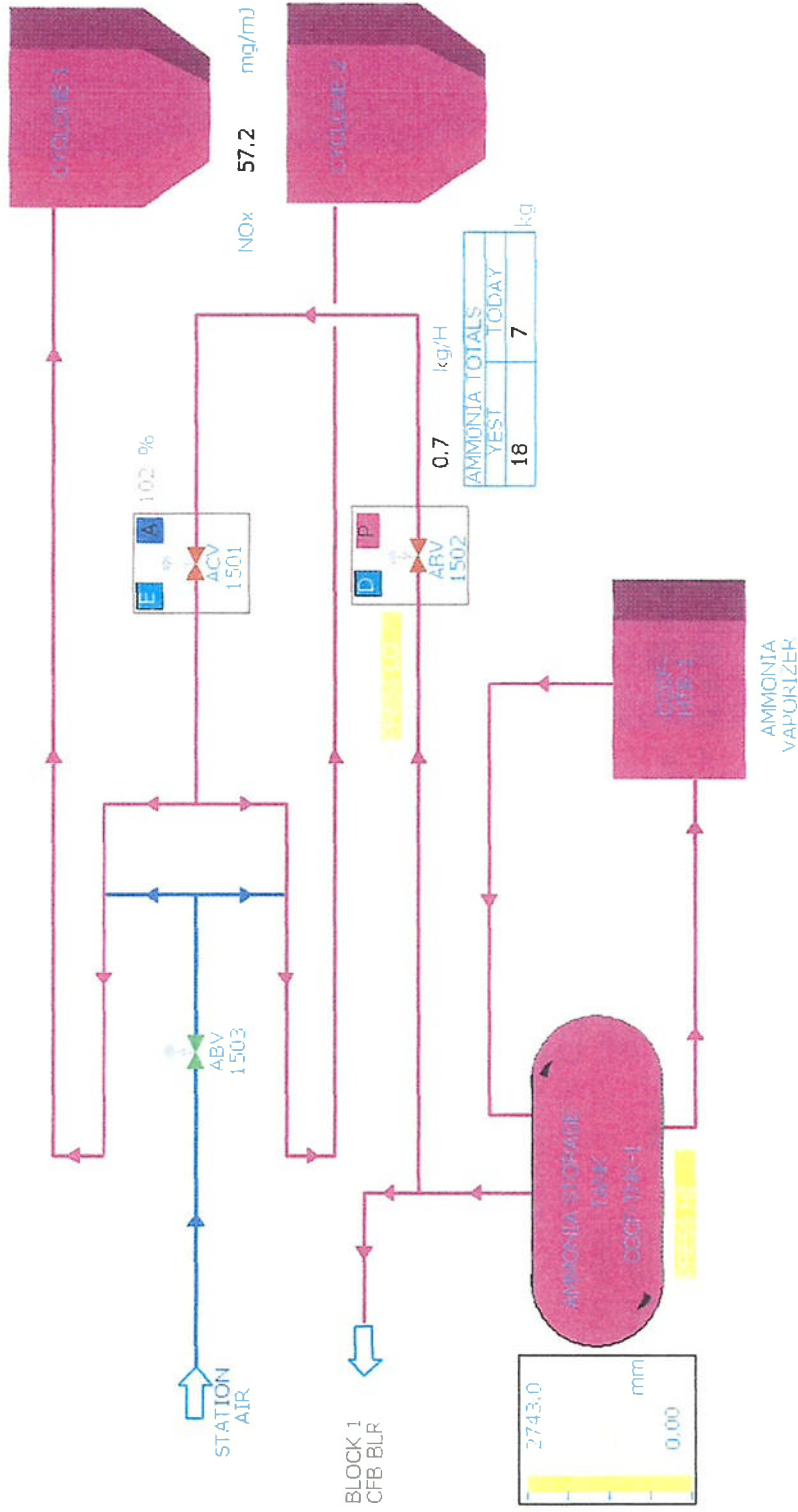 CYCLONE 1
NOx 57.2 mg/mJ
CYCLONE 2
E
A
102 %
ACV
1501
D
P
ABV
1502
0.7 kg/H
AMMONIA TOTALS
YEST TODAY
18 7 kg
ABV
1503
STATION
AIR
BLOCK 1
CFB BLR
AMMONIA STORAGE
TANK
AMMONIA
VAPORIZER
2743.0
mm
0.00